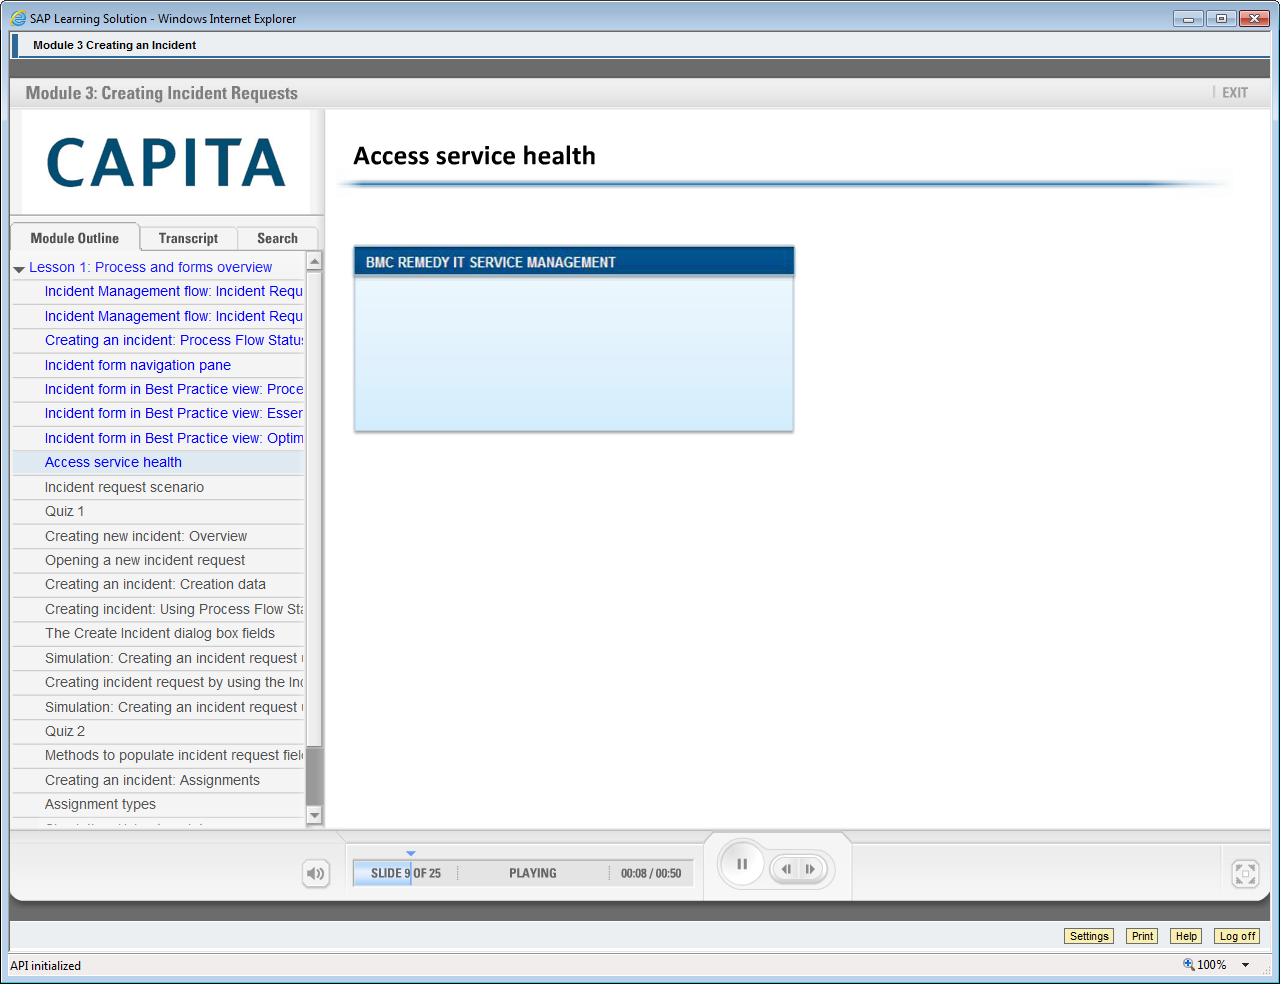 SAP Learning Solution - Windows Internet Explorer
Module 3 Creating an Incident
Module 3: Creating Incident Requests
EXIT
CAPITA
Access service health
Module Outline
Transcript
Search
Lesson 1: Process and forms overview
Incident Management flow: Incident Requ
Incident Management flow: Incident Requ
Creating an incident: Process Flow Status
Incident form navigation pane
Incident form in Best Practice view: Proce
Incident form in Best Practice view: Essen
Incident form in Best Practice view: Optim
Access service health
Incident request scenario
Quiz 1
Creating new incident: Overview
Opening a new incident request
Creating an incident: Creation data
Creating incident: Using Process Flow Sta
The Create Incident dialog box fields
Simulation: Creating an incident request u
Creating incident request by using the Inc
Simulation: Creating an incident request u
Quiz 2
Methods to populate incident request field
Creating an incident: Assignments
Assignment types
BMC REMEDY IT SERVICE MANAGEMENT
SLIDE 9 OF 25
PLAYING
00:08 / 00:50
Settings
Print
Help
Log off
API initialized
100%